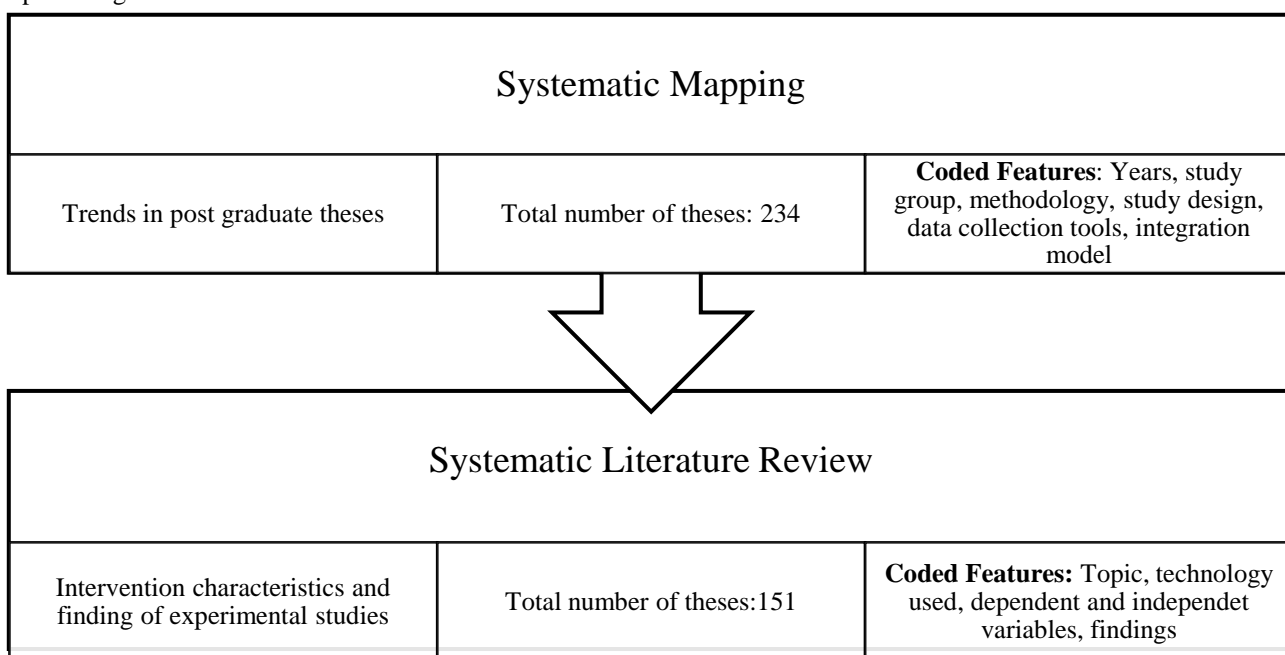 Systematic Mapping
Trends in post graduate theses
Total number of theses: 234
Coded Features: Years, study
group, methodology, study design,
data collection tools, integration
model
Systematic Literature Review
Intervention characteristics and
finding of experimental studies
Total number of theses:151
Coded Features: Topic, technology
used, dependent and independet
variables, findings